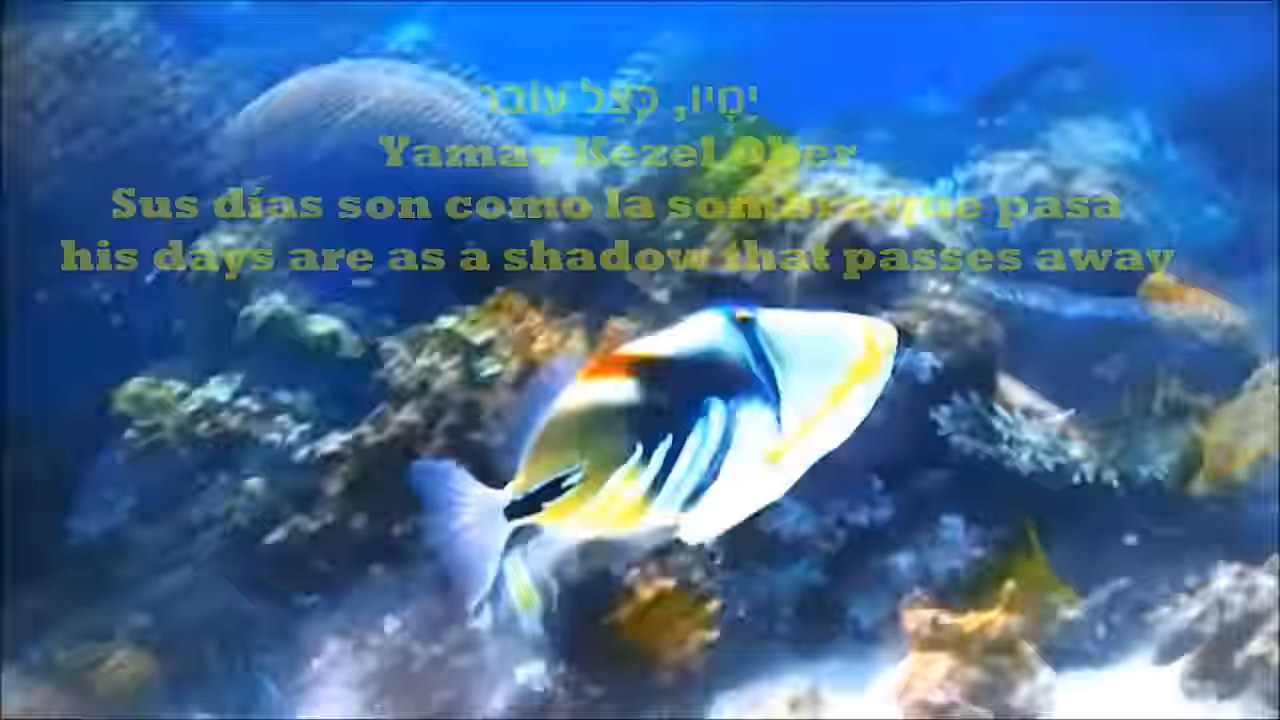 יָמָיו, כְּצֵל עוֹבר
Yamav Kezel Ober
Sus días son como la sombra que pasa
his days are as a shadow that passes away